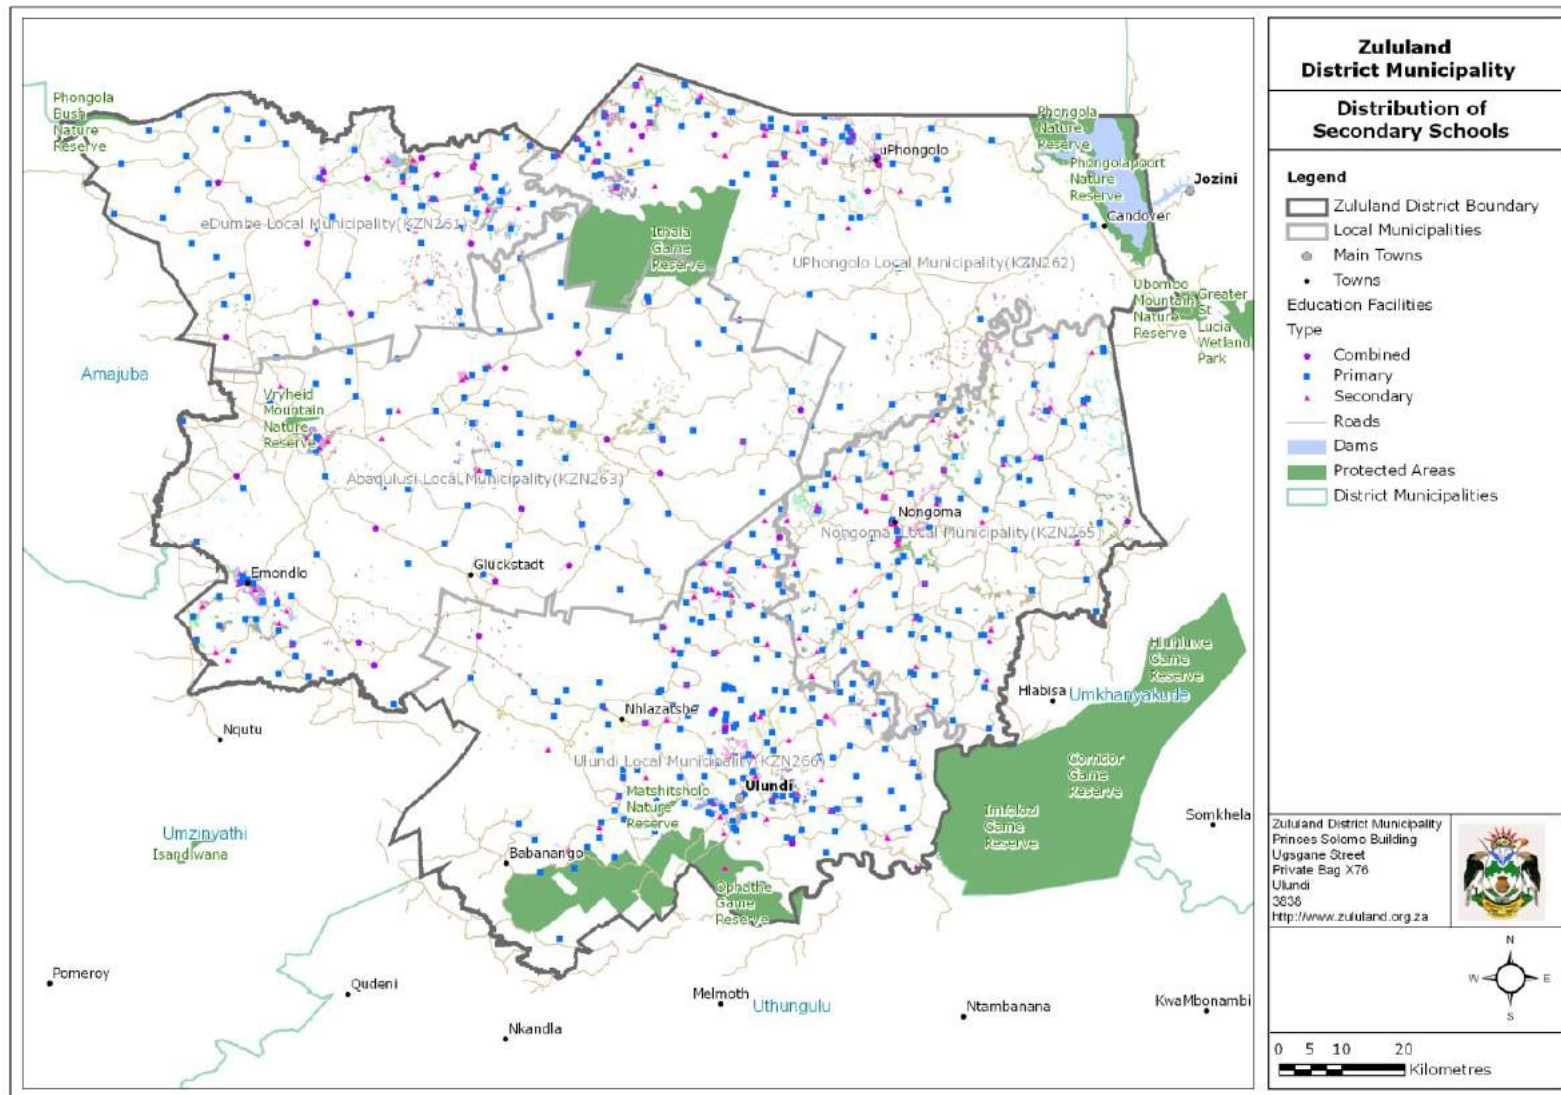 Zululand
District Municipality
Distribution of
Secondary Schools
Legend
Zululand District Boundary
Local Municipalities
Main Towns
Towns
Education Facilities
Type
Combined
Primary
Secondary
Roads
Dams
Protected Areas
District Municipalities
Zululand District Municipality
Princes Solomo Building
Ugsgane Street
Private Bag X76
Ulundi
3838
http://www.zululand.org.za
N
W
E
S
0 5 10 20
Kilometres
Phongola
Bush
Nature
Reserve
Phongola
Nature
Reserve
uPhongolo
Phongolapoort
Nature
Reserve
Jozini
Candover
eDumbe Local Municipality(KZN261)
Ithala
Game
Reserve
UPhongolo Local Municipality(KZN262)
Ubombo
Mountain
Nature
Reserve
Greater
St
Lucia
Wetland
Park
Amajuba
Vryheid
Mountain
Nature
Reserve
Abaqulusi Local Municipality(KZN263)
Nongoma
Nongoma Local Municipality(KZN265)
Emondlo
Gluckstadt
Hluhluwe
Game
Reserve
Hlabisa
Umkhanyakude
Nhlazatshe
Nqutu
Ulundi Local Municipality(KZN266)
Corridor
Game
Reserve
Ulundi
Matshitsholo
Nature
Reserve
Imfolozi
Game
Reserve
Somkhela
Umzinyathi
Isandlwana
Babanango
Ophathe
Game
Reserve
Pomeroy
Qudeni
Melmoth
Uthungulu
Ntambanana
KwaMbonambi
Nkandla